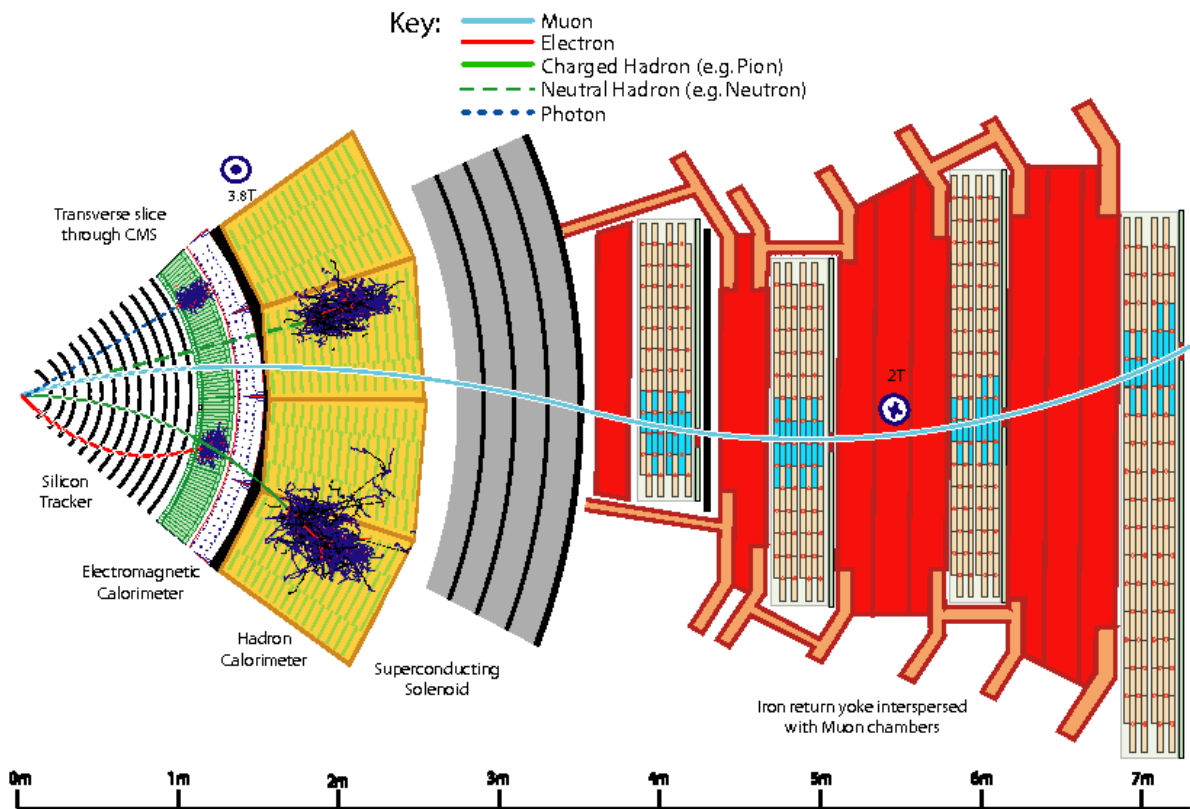 Key:
Muon
Electron
Charged Hadron (e.g. Pion)
Neutral Hadron (e.g. Neutron)
Photon
3.8T
Transverse slice
through CMS
2T
Silicon
Tracker
Electromagnetic
Calorimeter
Hadron
Calorimeter
Superconducting
Solenoid
Iron return yoke interspersed
with Muon chambers
0m 1m 2m 3m 4m 5m 6m 7m